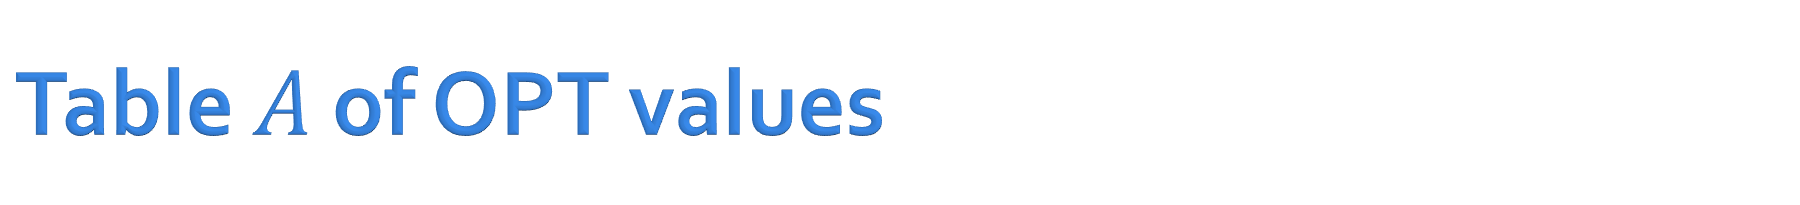 Table A of OPT values